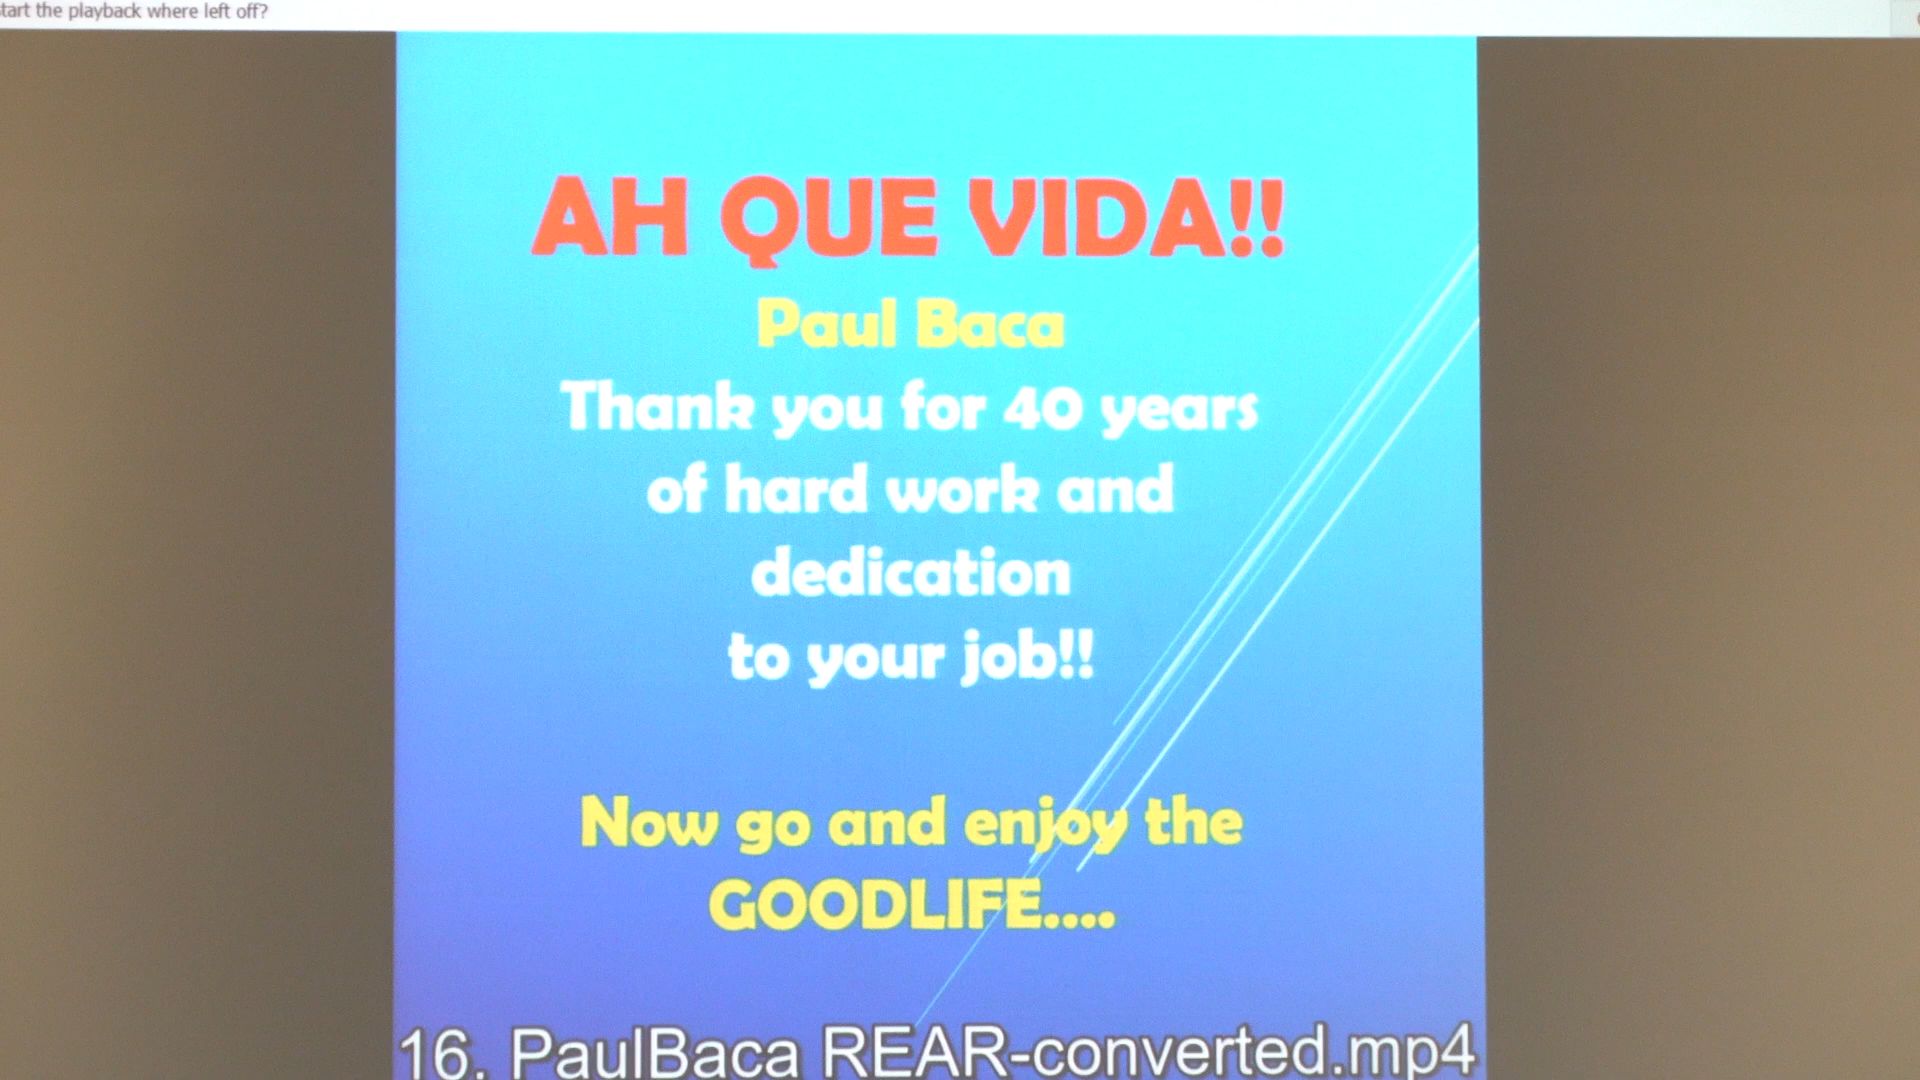 tart the playback where left off?
AH QUE VIDA!!
Paul Baca
Thank you for 40 years
of hard work and
dedication
to your job!!
Now go and enjoy the
GOODLIFE....
16. PaulBaca REAR-converted.mp4